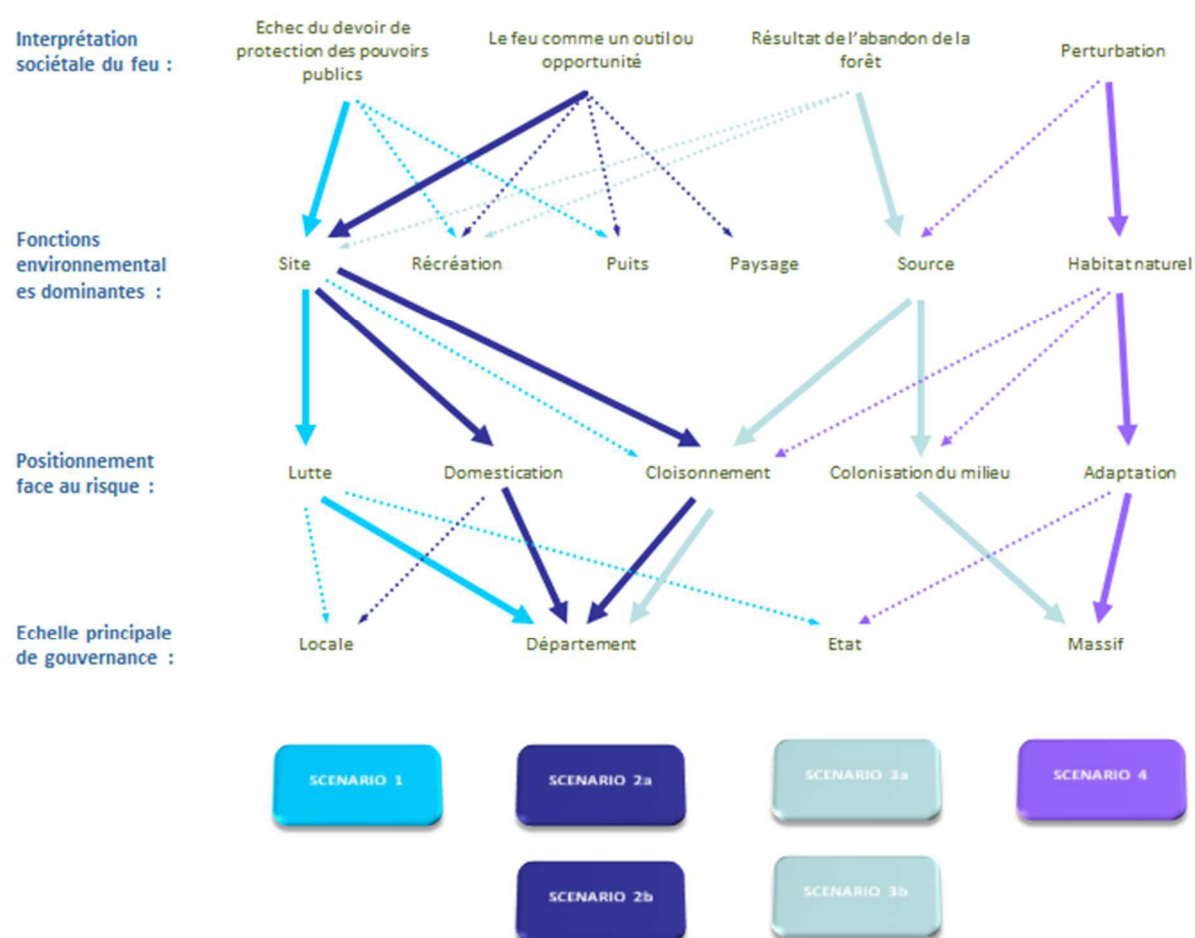 Interprétation
sociétale du feu :
Echec du devoir de
protection des pouvoirs
publics
Le feu comme un outil ou
opportunité
Résultat de l'abandon de la
forêt
Perturbation
Fonctions
environnemental
es dominantes :
Site
Récréation
Puits
Paysage
Source
Habitat naturel
Positionnement
face au risque :
Lutte
Domestication
Cloisonnement
Colonisation du milieu
Adaptation
Echelle principale
de gouvernance :
Locale
Département
Etat
Massif
SCENARIO 1
SCENARIO 2a
SCENARIO 3a
SCENARIO 4
SCENARIO 2b
SCENARIO 3b